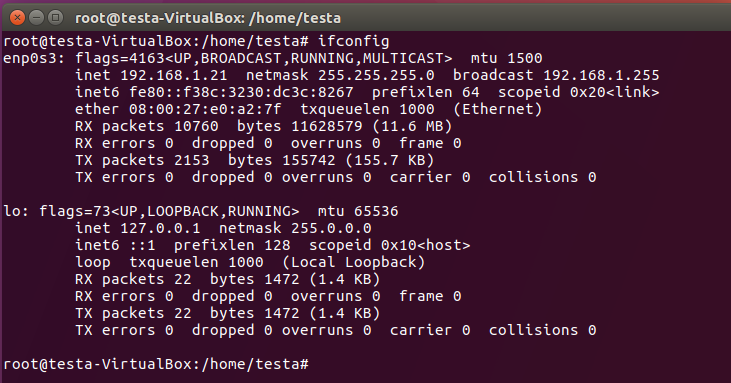 root@testa-VirtualBox: /home/testa
root@testa-VirtualBox:/home/testa# ifconfig
enp0s3: flags=4163<UP,BROADCAST,RUNNING,MULTICAST>  mtu 1500
        inet 192.168.1.21  netmask 255.255.255.0  broadcast 192.168.1.255
        inet6 fe80::f38c:3230:dc3c:8267  prefixlen 64  scopeid 0x20<link>
        ether 08:00:27:e0:a2:7f  txqueuelen 1000  (Ethernet)
        RX packets 10760  bytes 11628579 (11.6 MB)
        RX errors 0  dropped 0  overruns 0  frame 0
        TX packets 2153  bytes 155742 (155.7 KB)
        TX errors 0  dropped 0 overruns 0  carrier 0  collisions 0
lo: flags=73<UP,LOOPBACK,RUNNING>  mtu 65536
        inet 127.0.0.1  netmask 255.0.0.0
        inet6 ::1  prefixlen 128  scopeid 0x10<host>
        loop  txqueuelen 1000  (Local Loopback)
        RX packets 22  bytes 1472 (1.4 KB)
        RX errors 0  dropped 0  overruns 0  frame 0
        TX packets 22  bytes 1472 (1.4 KB)
        TX errors 0  dropped 0 overruns 0  carrier 0  collisions 0
root@testa-VirtualBox:/home/testa#